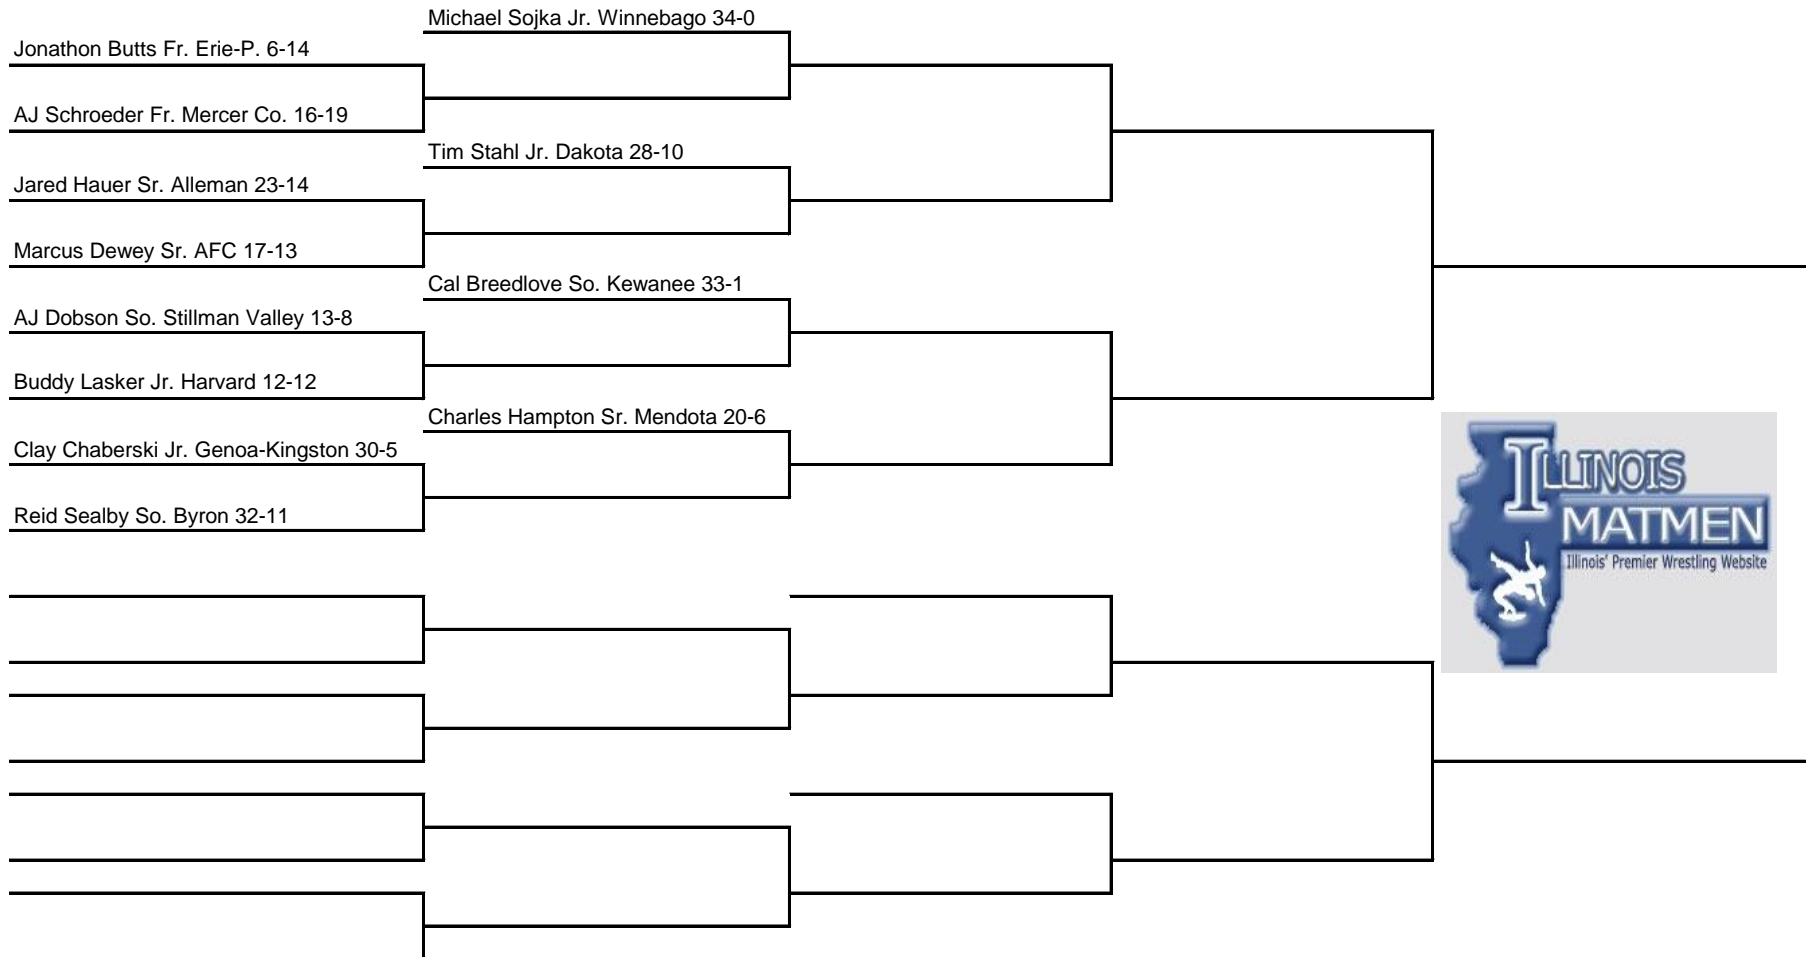 Michael Sojka Jr. Winnebago 34-0
Jonathon Butts Fr. Erie-P. 6-14
AJ Schroeder Fr. Mercer Co. 16-19
Tim Stahl Jr. Dakota 28-10
Jared Hauer Sr. Alleman 23-14
Marcus Dewey Sr. AFC 17-13
Cal Breedlove So. Kewanee 33-1
AJ Dobson So. Stillman Valley 13-8
Buddy Lasker Jr. Harvard 12-12
Charles Hampton Sr. Mendota 20-6
Clay Chaberski Jr. Genoa-Kingston 30-5
Reid Sealby So. Byron 32-11
ILLINOIS
MATMEN
Illinois' Premier Wrestling Website